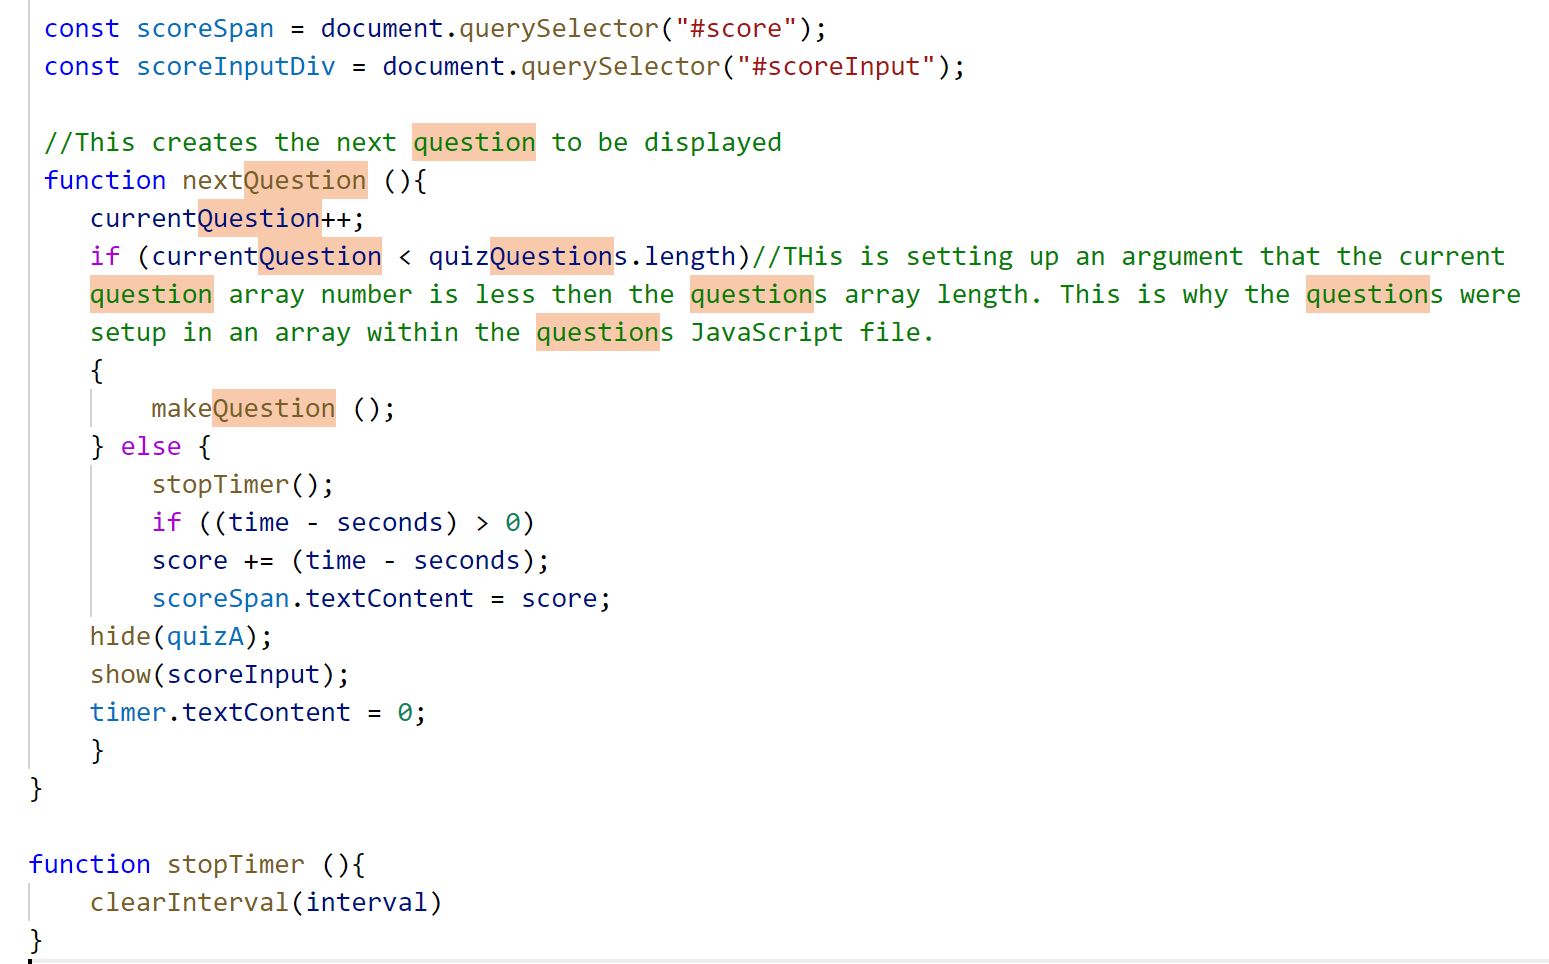 const scoreSpan = document.querySelector("#score");
const scoreInputDiv = document.querySelector("#scoreInput");
//This creates the next question to be displayed
function nextQuestion (){
currentQuestion++;
if (currentQuestion < quizQuestions.length)//THis is setting up an argument that the current
question array number is less then the questions array length. This is why the questions were
setup in an array within the questions JavaScript file.
{
makeQuestion ();
} else {
stopTimer();
if ((time - seconds) > 0)
score += (time - seconds);
scoreSpan.textContent = score;
hide(quizA);
show(scoreInput);
timer.textContent = 0;
}
}
function stopTimer (){
clearInterval(interval)
}